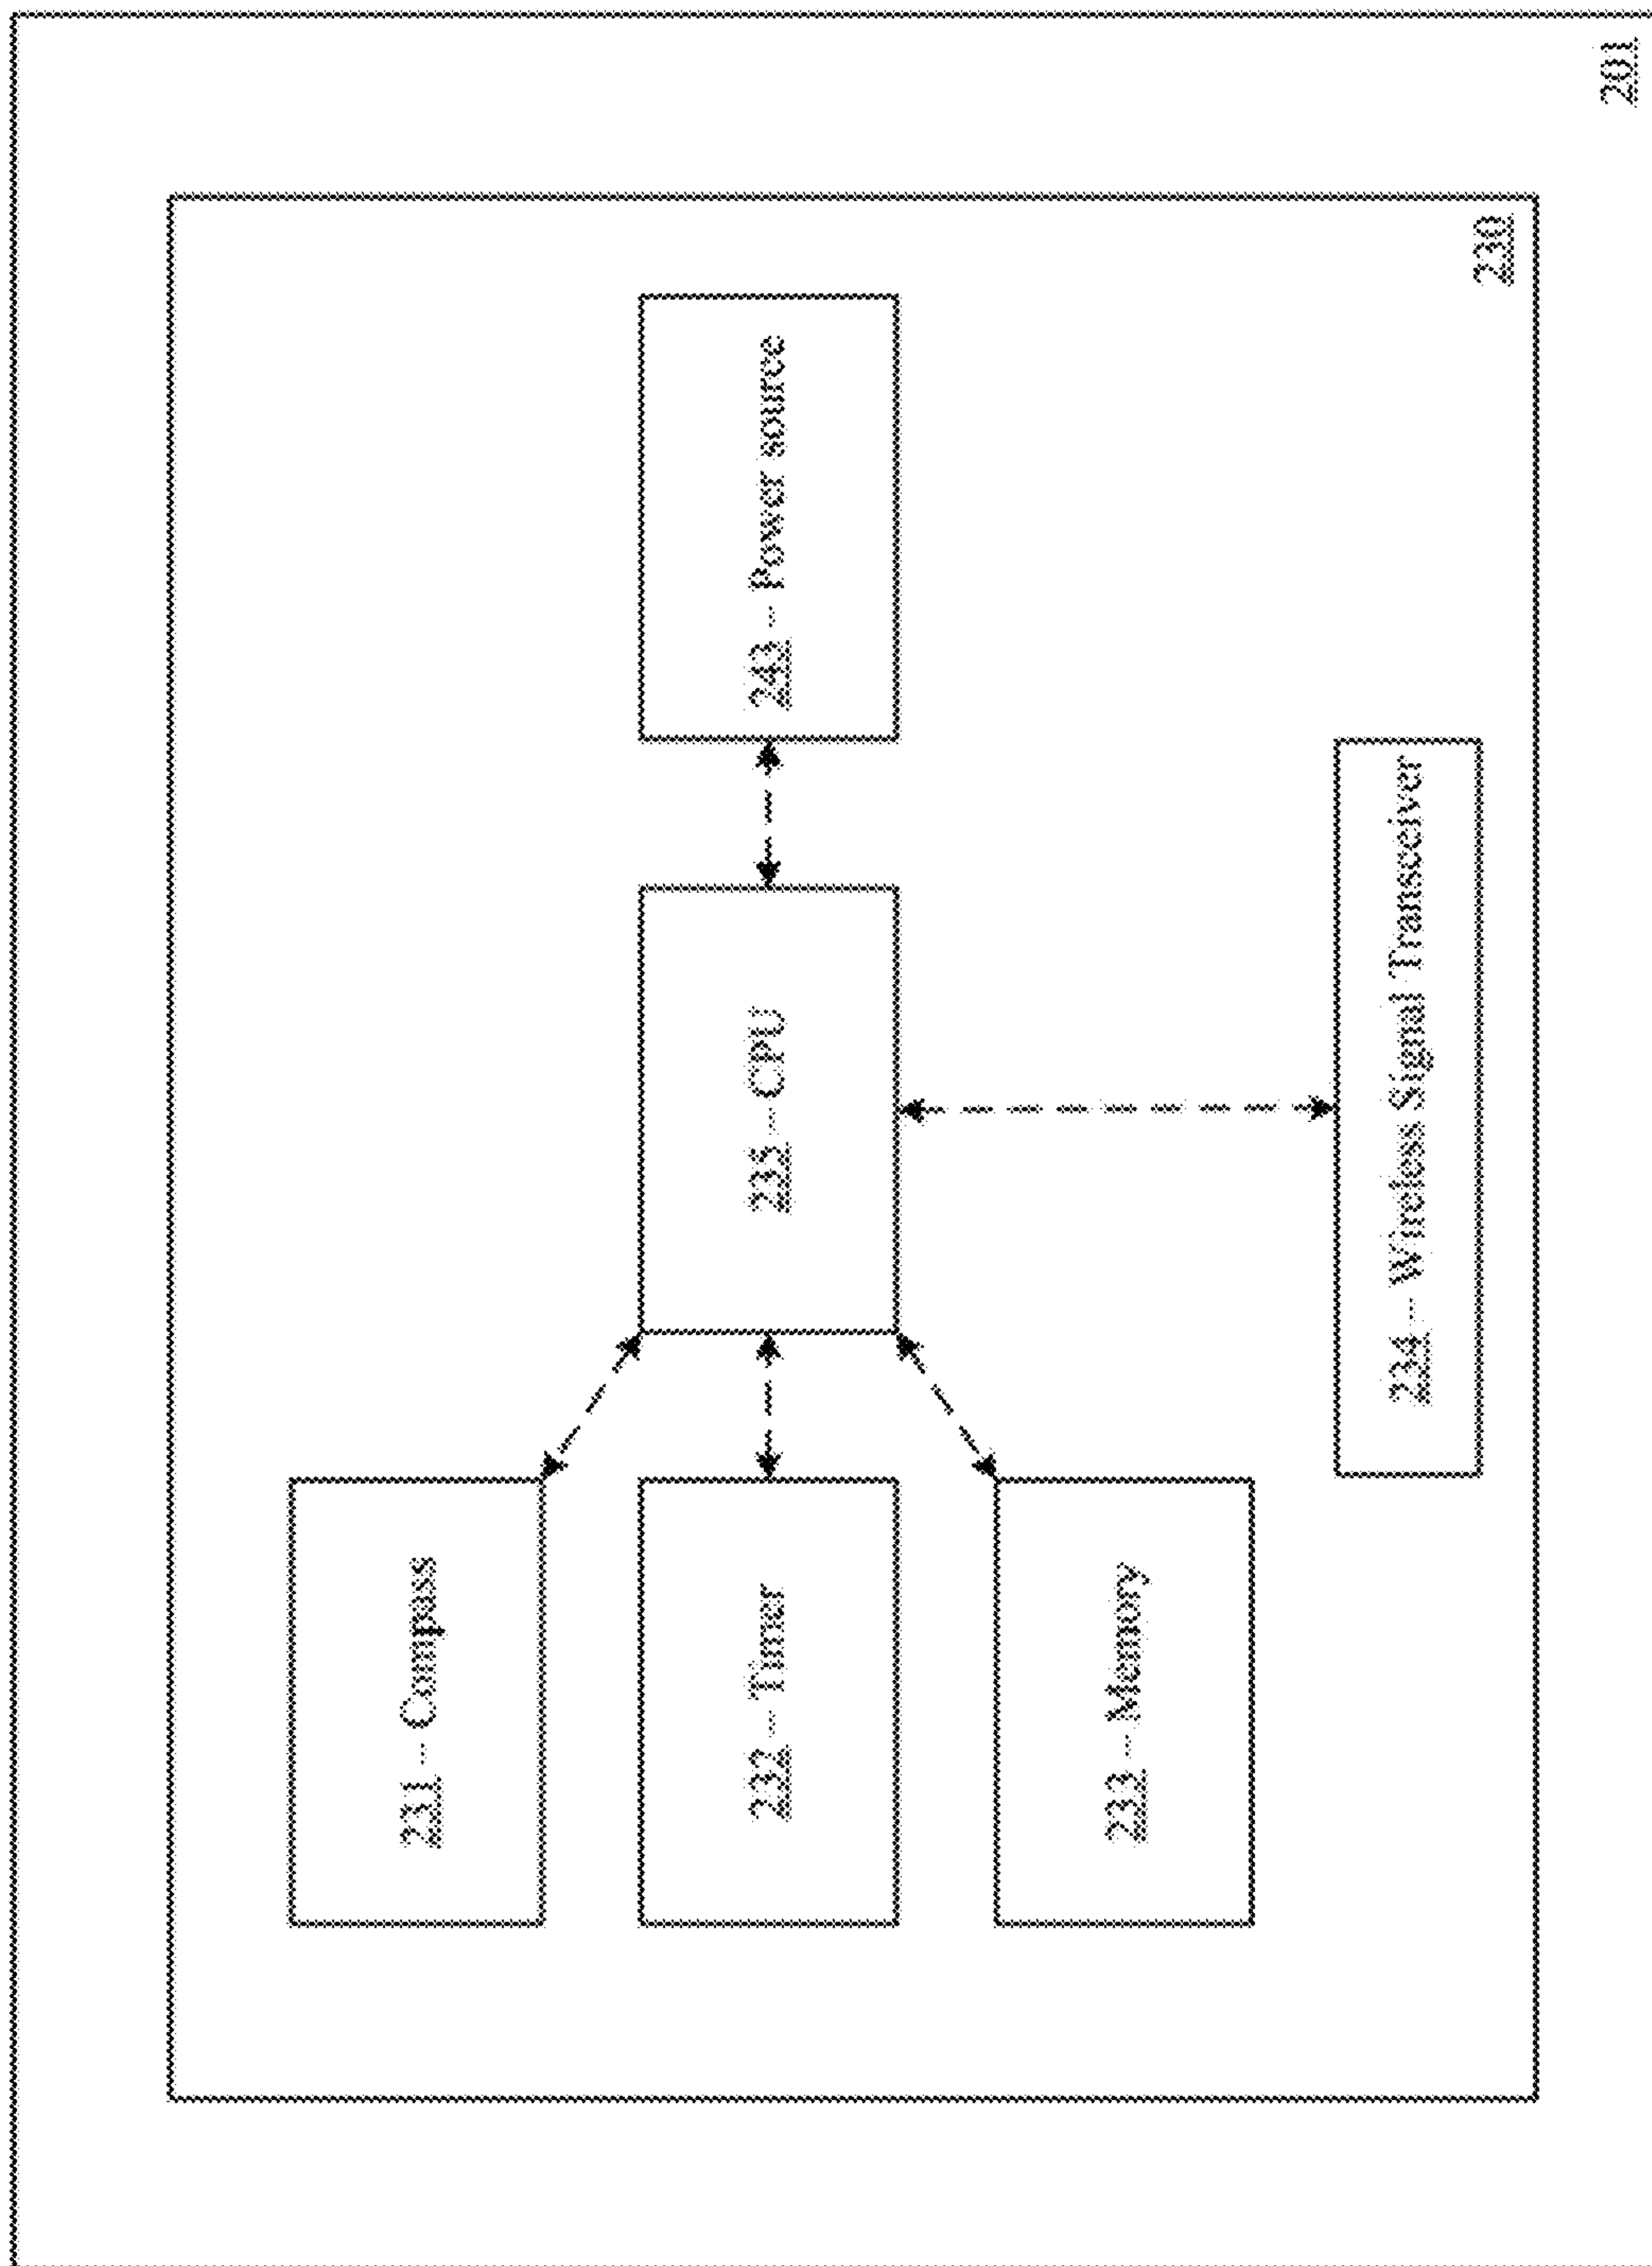 231 – Compass
232 – Timer
235 – CPU
243 – Power source
233 – Memory
234 – Wireless Signal Transceiver
230
201